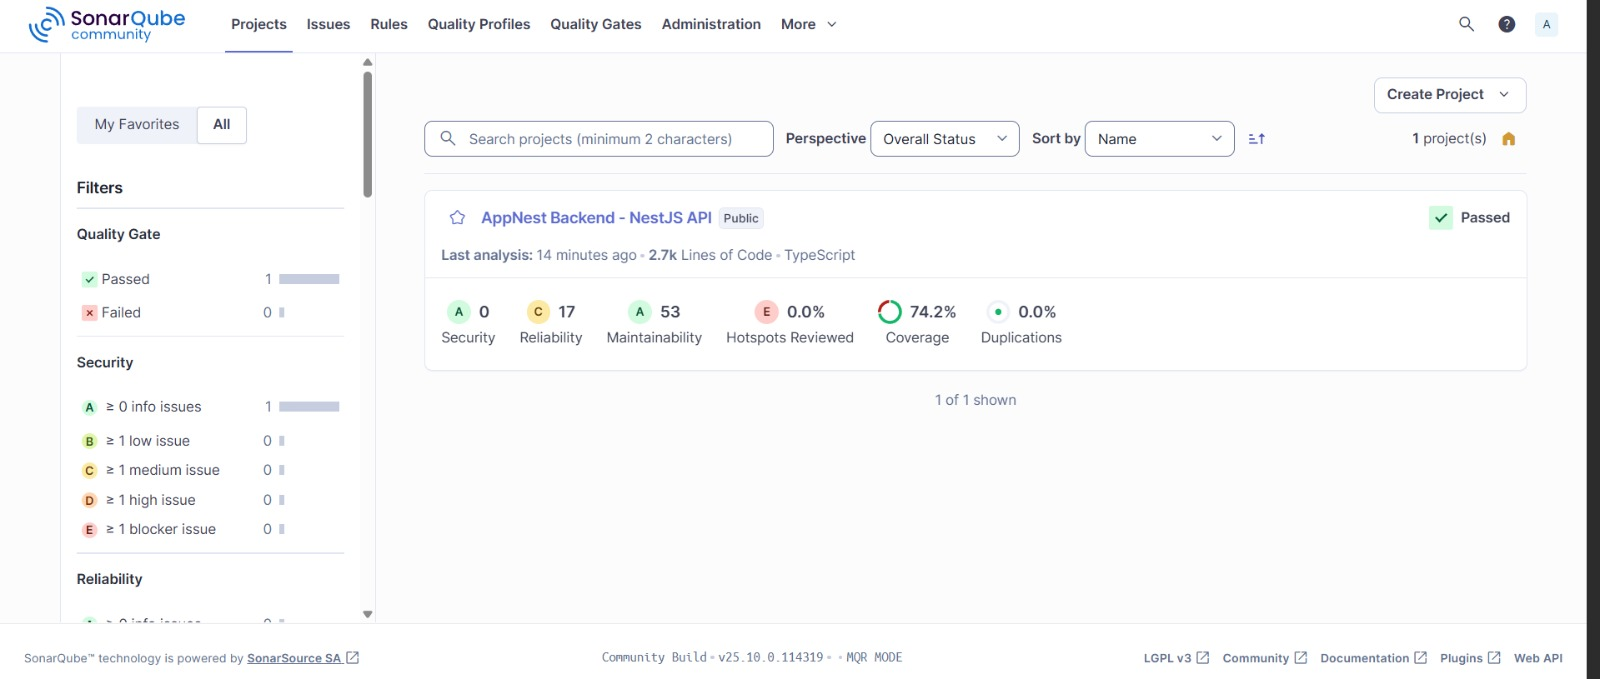 SonarQube
community
Projects Issues Rules Quality Profiles Quality Gates Administration More
? A
My Favorites All
Filters
Quality Gate
Passed 1
Failed 0
Security
A ≥ 0 info issues 1
B ≥ 1 low issue 0
C ≥ 1 medium issue 0
D ≥ 1 high issue 0
E ≥ 1 blocker issue 0
Reliability
Create Project
Search projects (minimum 2 characters) Perspective Overall Status Sort by Name 1 project(s)
AppNest Backend - NestJS API Public Passed
Last analysis: 14 minutes ago • 2.7k Lines of Code • TypeScript
A 0 C 17 A 53 E 0.0% 74.2% 0.0%
Security Reliability Maintainability Hotspots Reviewed Coverage Duplications
1 of 1 shown
SonarQube™ technology is powered by SonarSource SA
Community Build • v25.10.0.114319 • • MQR MODE
LGPL v3 Community Documentation Plugins Web API